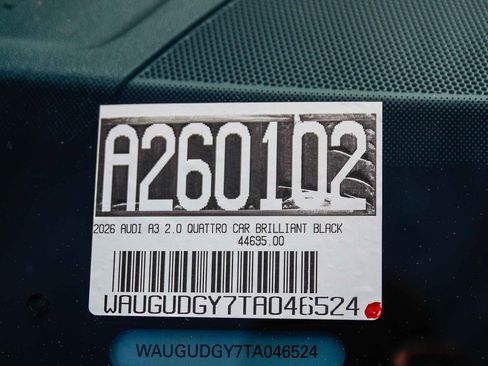 A260102
2026 AUDI A3 2.0 QUATTRO CAR BRILLIANT BLACK
44695.00
WAUGUDGY7TA046524
WAUGUDGY7TA046524